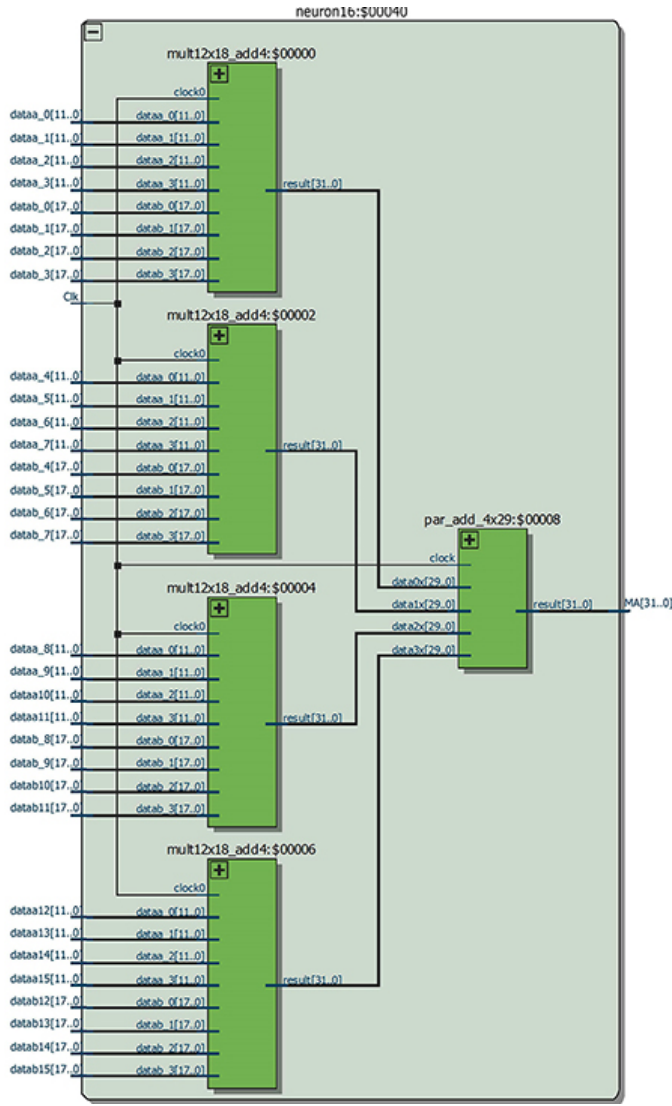 neuron16:$00040
mult12x18_add4:$00000
clock0
dataa_0[11..0] dataa_0[11..0]
dataa_1[11..0] dataa_1[11..0]
dataa_2[11..0] dataa_2[11..0]
dataa_3[11..0] dataa_3[11..0] result[31..0]
datab_0[17..0] datab_0[17..0]
datab_1[17..0] datab_1[17..0]
datab_2[17..0] datab_2[17..0]
datab_3[17..0] datab_3[17..0]
Clk
mult12x18_add4:$00002
clock0
dataa_4[11..0] dataa_0[11..0]
dataa_5[11..0] dataa_1[11..0]
dataa_6[11..0] dataa_2[11..0]
dataa_7[11..0] dataa_3[11..0] result[31..0]
datab_4[17..0] datab_0[17..0]
datab_5[17..0] datab_1[17..0]
datab_6[17..0] datab_2[17..0]
datab_7[17..0] datab_3[17..0]
par_add_4x29:$00008
clock
data0x[29..0]
data1x[29..0] result[31..0] MA[31..0]
data2x[29..0]
data3x[29..0]
mult12x18_add4:$00004
clock0
dataa_8[11..0] dataa_0[11..0]
dataa_9[11..0] dataa_1[11..0]
dataa10[11..0] dataa_2[11..0]
dataa11[11..0] dataa_3[11..0] result[31..0]
datab_8[17..0] datab_0[17..0]
datab_9[17..0] datab_1[17..0]
datab10[17..0] datab_2[17..0]
datab11[17..0] datab_3[17..0]
mult12x18_add4:$00006
clock0
dataa12[11..0] dataa_0[11..0]
dataa13[11..0] dataa_1[11..0]
dataa14[11..0] dataa_2[11..0]
dataa15[11..0] dataa_3[11..0] result[31..0]
datab12[17..0] datab_0[17..0]
datab13[17..0] datab_1[17..0]
datab14[17..0] datab_2[17..0]
datab15[17..0] datab_3[17..0]